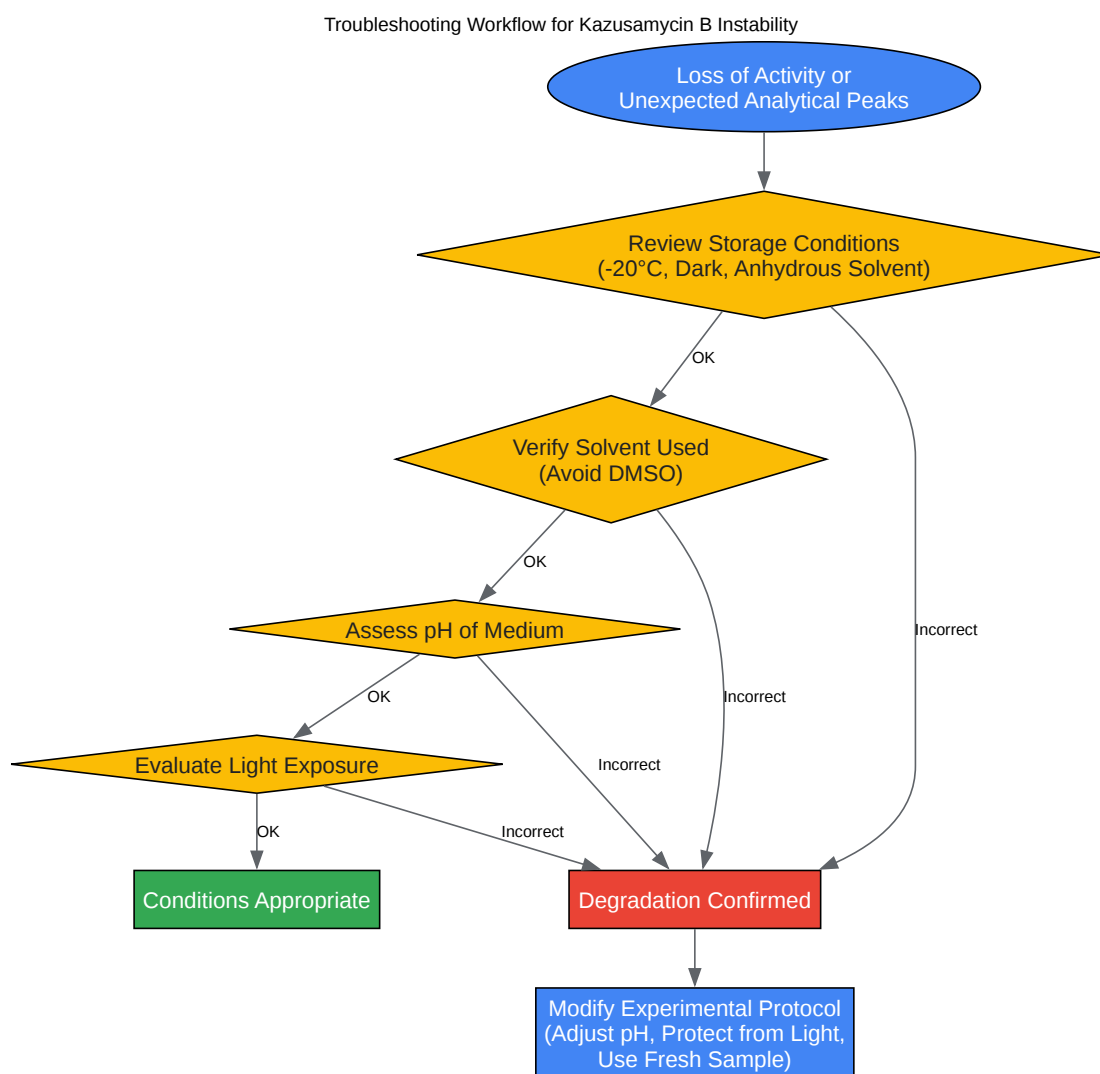 Troubleshooting Workflow for Kazusamycin B Instability
Loss of Activity or
Unexpected Analytical Peaks
Review Storage Conditions
(-20°C, Dark, Anhydrous Solvent)
OK
Verify Solvent Used
(Avoid DMSO)
OK
Assess pH of Medium
Incorrect
OK
Incorrect
Evaluate Light Exposure
Incorrect
OK
Incorrect
Conditions Appropriate
Degradation Confirmed
Modify Experimental Protocol
(Adjust pH, Protect from Light,
Use Fresh Sample)